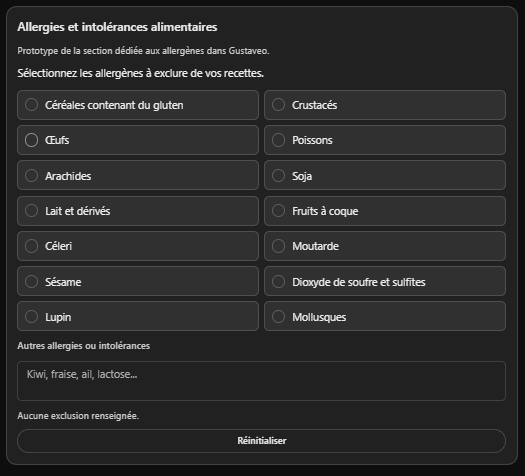 Allergies et intolérances alimentaires
Prototype de la section dédiée aux allergènes dans Gustaveo.
Sélectionnez les allergènes à exclure de vos recettes.
Céréales contenant du gluten
Crustacés
Œufs
Poissons
Arachides
Soja
Lait et dérivés
Fruits à coque
Céleri
Moutarde
Sésame
Dioxyde de soufre et sulfites
Lupin
Mollusques
Autres allergies ou intolérances
Kiwi, fraise, ail, lactose...
Aucune exclusion renseignée.
Réinitialiser